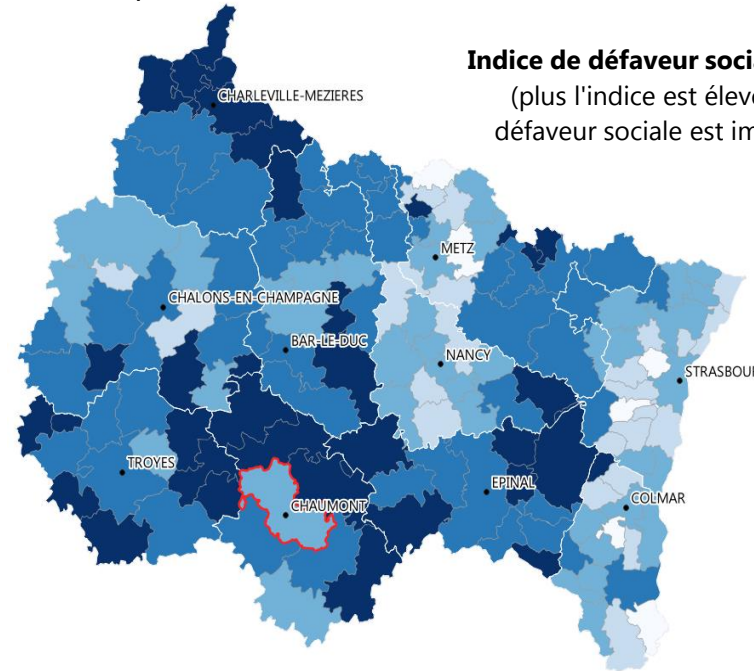 Indice de défaveur socia
(plus l'indice est élev
défaveur sociale est im
CHARLEVILLE-MEZIERES
METZ
CHALONS-EN-CHAMPAGNE
BAR-LE-DUC
NANCY
STRASBOU
TROYES
EPINAL
CHAUMONT
COLMAR